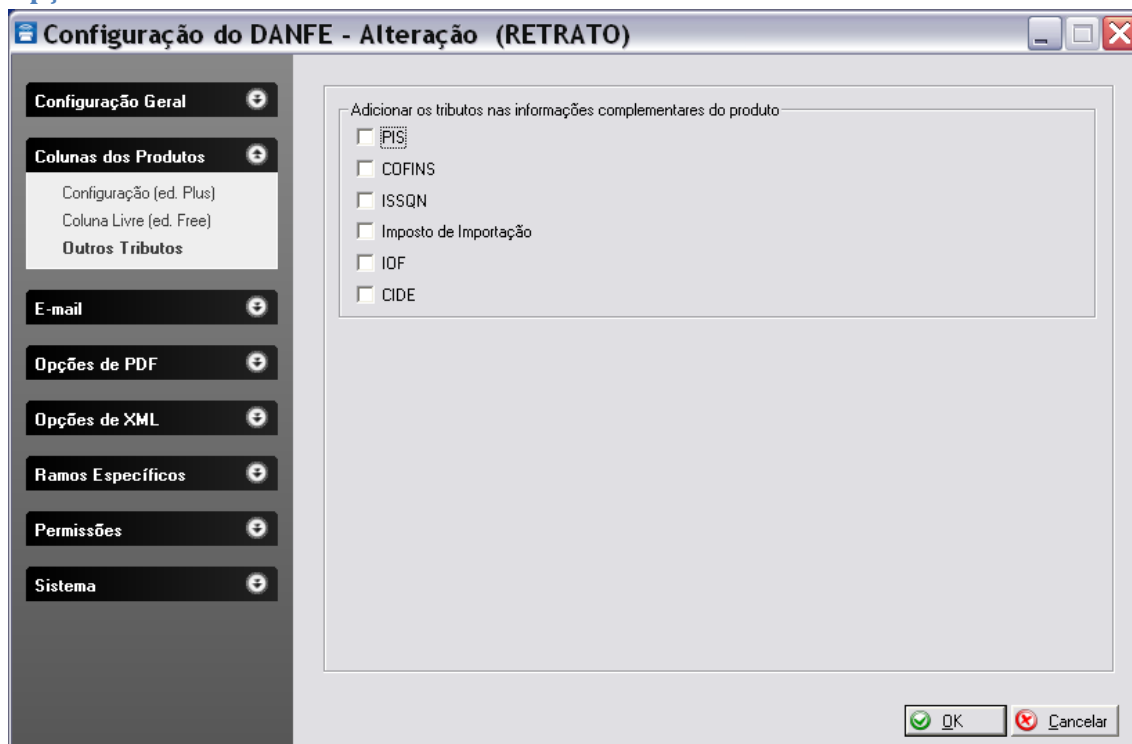 Configuração do DANFE - Alteração (RETRATO)
Configuração Geral
Colunas dos Produtos
Configuração (ed. Plus)
Coluna Livre (ed. Free)
Outros Tributos
E-mail
Opções de PDF
Opções de XML
Ramos Específicos
Permissões
Sistema
Adicionar os tributos nas informações complementares do produto
PIS
COFINS
ISSQN
Imposto de Importação
IOF
CIDE
OK
Cancelar